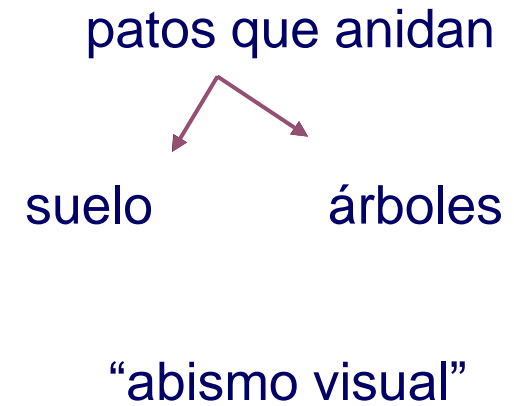 patos que anidan
suelo árboles
“abismo visual”